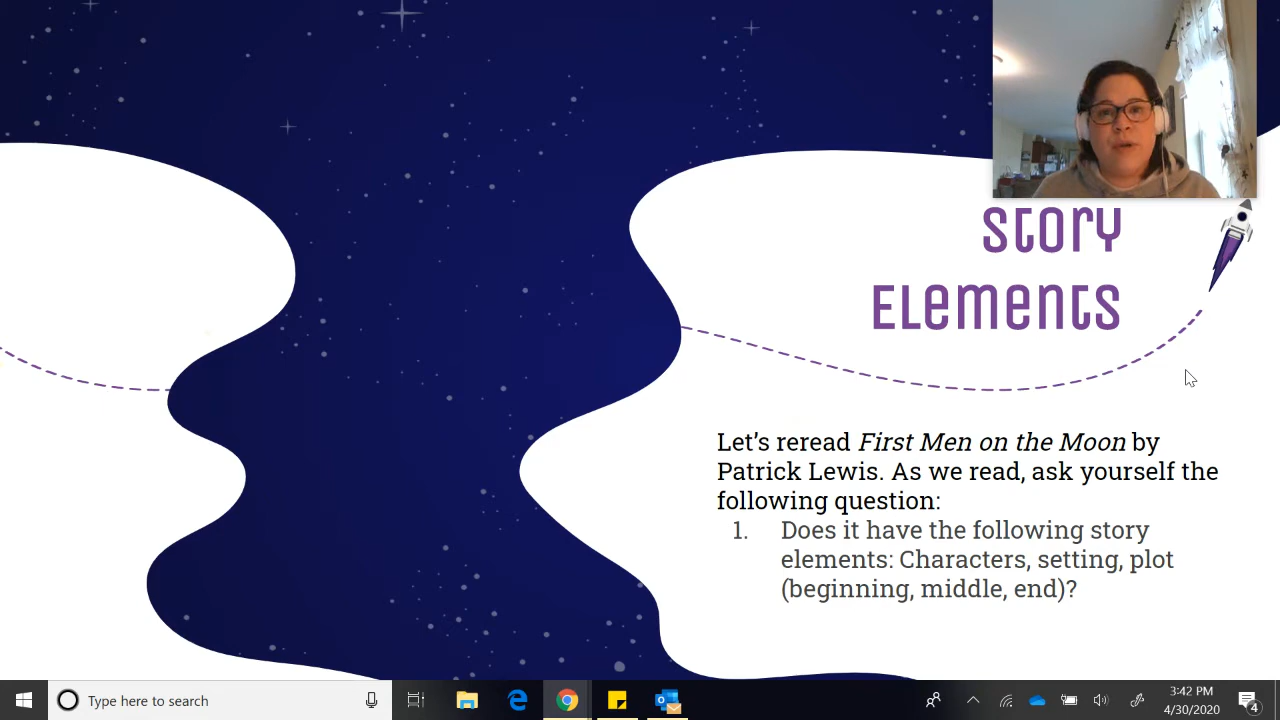 Story
Elements
Let's reread First Men on the Moon by
Patrick Lewis. As we read, ask yourself the
following question:
1. Does it have the following story
elements: Characters, setting, plot
(beginning, middle, end)?
Type here to search
3:42 PM
4/30/2020
4